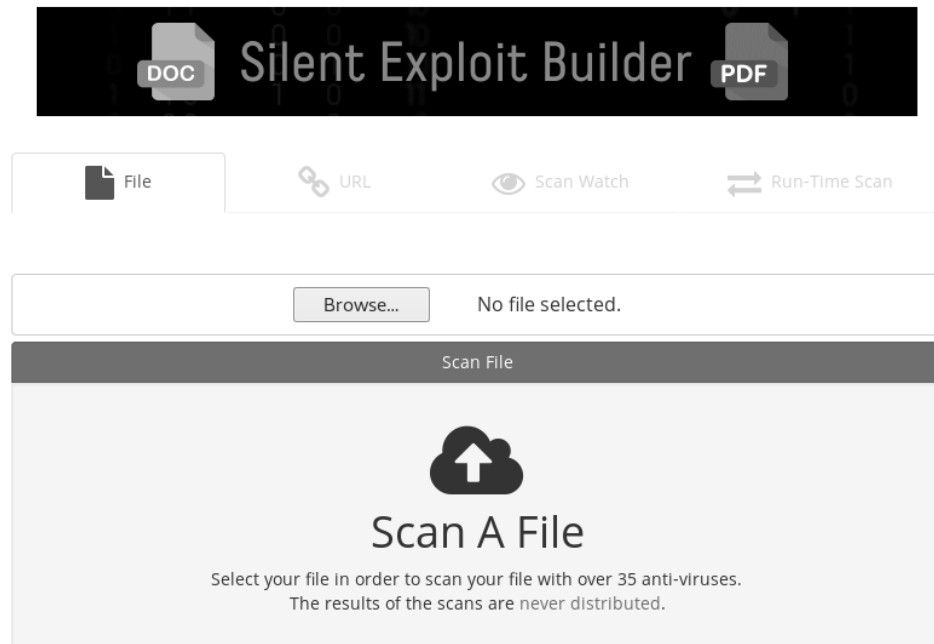 DOC Silent Exploit Builder PDF
File URL Scan Watch Run-Time Scan
Browse... No file selected.
Scan File
Scan A File
Select your file in order to scan your file with over 35 anti-viruses.
The results of the scans are never distributed.